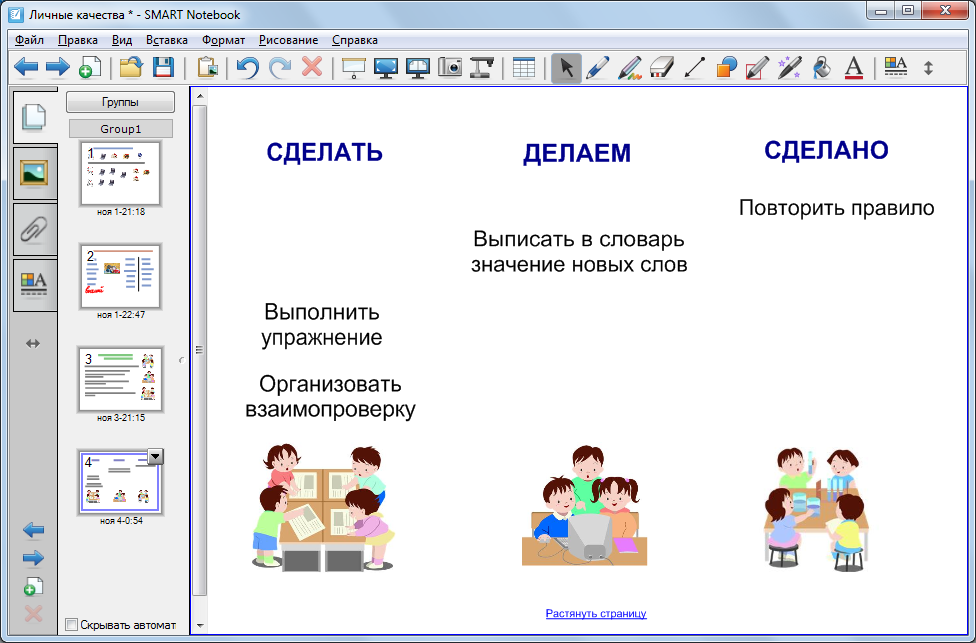 Личные качества * - SMART Notebook
Файл Правка Вид Вставка Формат Рисование Справка
Группы
Group1
1
ноя 1-21:18
2
ноя 1-22:47
3
ноя 3-21:15
4
ноя 4-0:54
Скрывать автомат
СДЕЛАТЬ ДЕЛАЕМ СДЕЛАНО
Повторить правило
Выписать в словарь
значение новых слов
Выполнить
упражнение
Организовать
взаимопроверку
Растянуть страницу